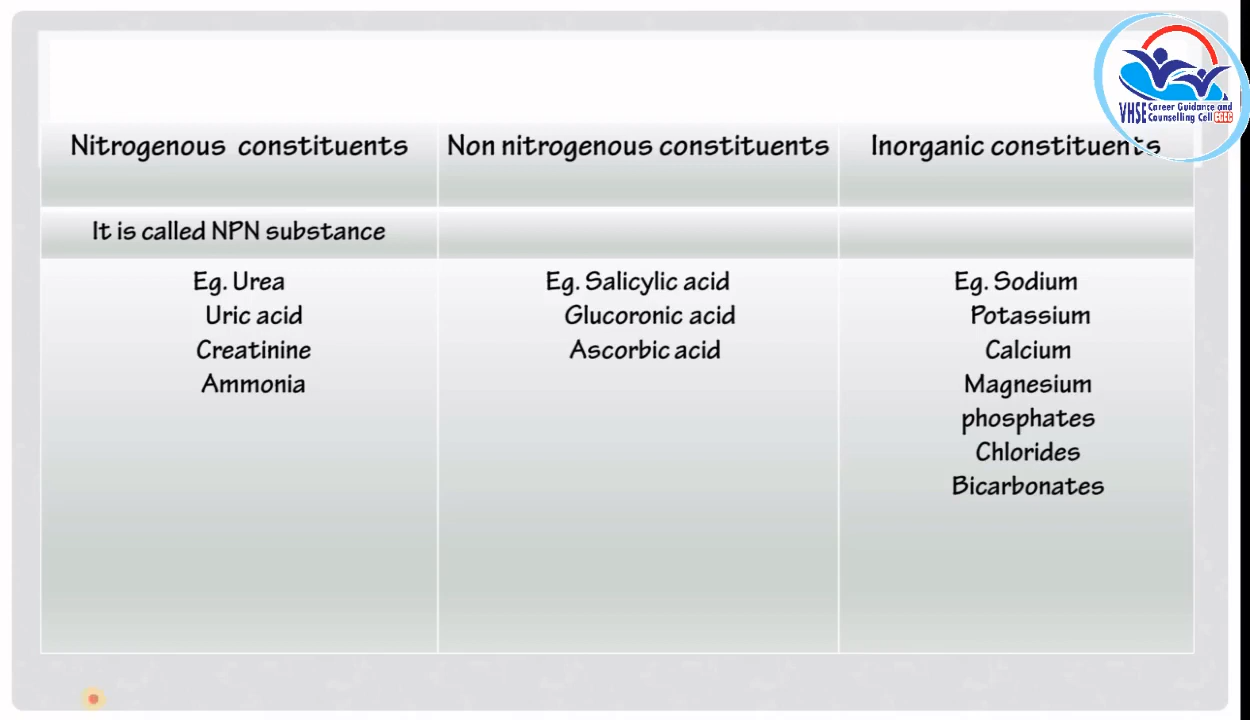 VHSE Career Guidance and
Counselling Cell CGCC
Nitrogenous constituents
Non nitrogenous constituents
Inorganic constituents
It is called NPN substance
Eg. Urea
Uric acid
Creatinine
Ammonia
Eg. Salicylic acid
Glucoronic acid
Ascorbic acid
Eg. Sodium
Potassium
Calcium
Magnesium
phosphates
Chlorides
Bicarbonates